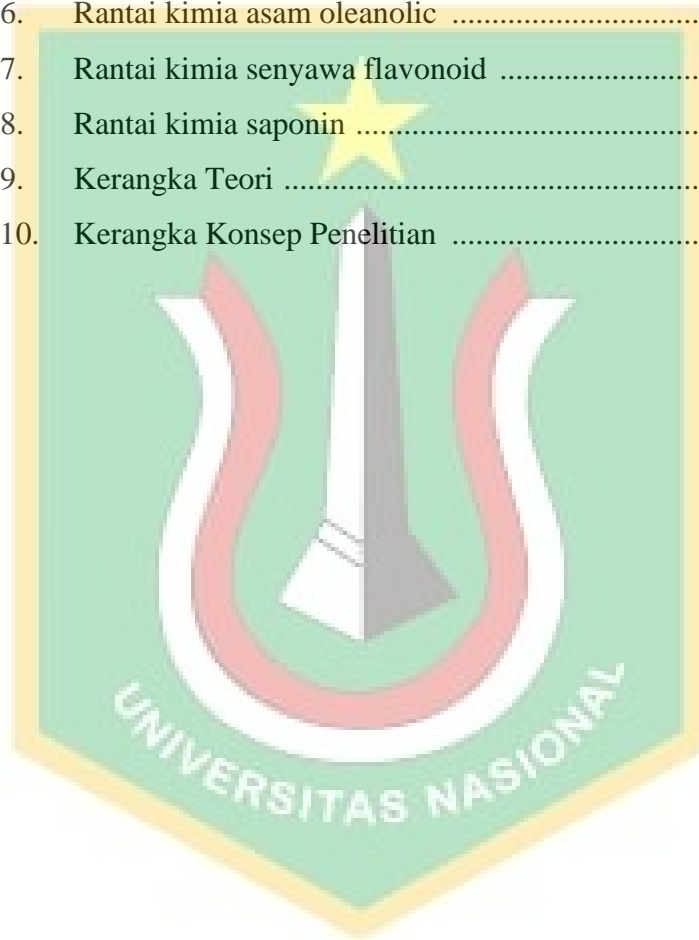 6. Rantai kimia asam oleanolic ..............................
7. Rantai kimia senyawa flavonoid ........................
8. Rantai kimia saponin ..........................................
9. Kerangka Teori ...................................................
10. Kerangka Konsep Penelitian ..............................
UNIVERSITAS NASIONAL